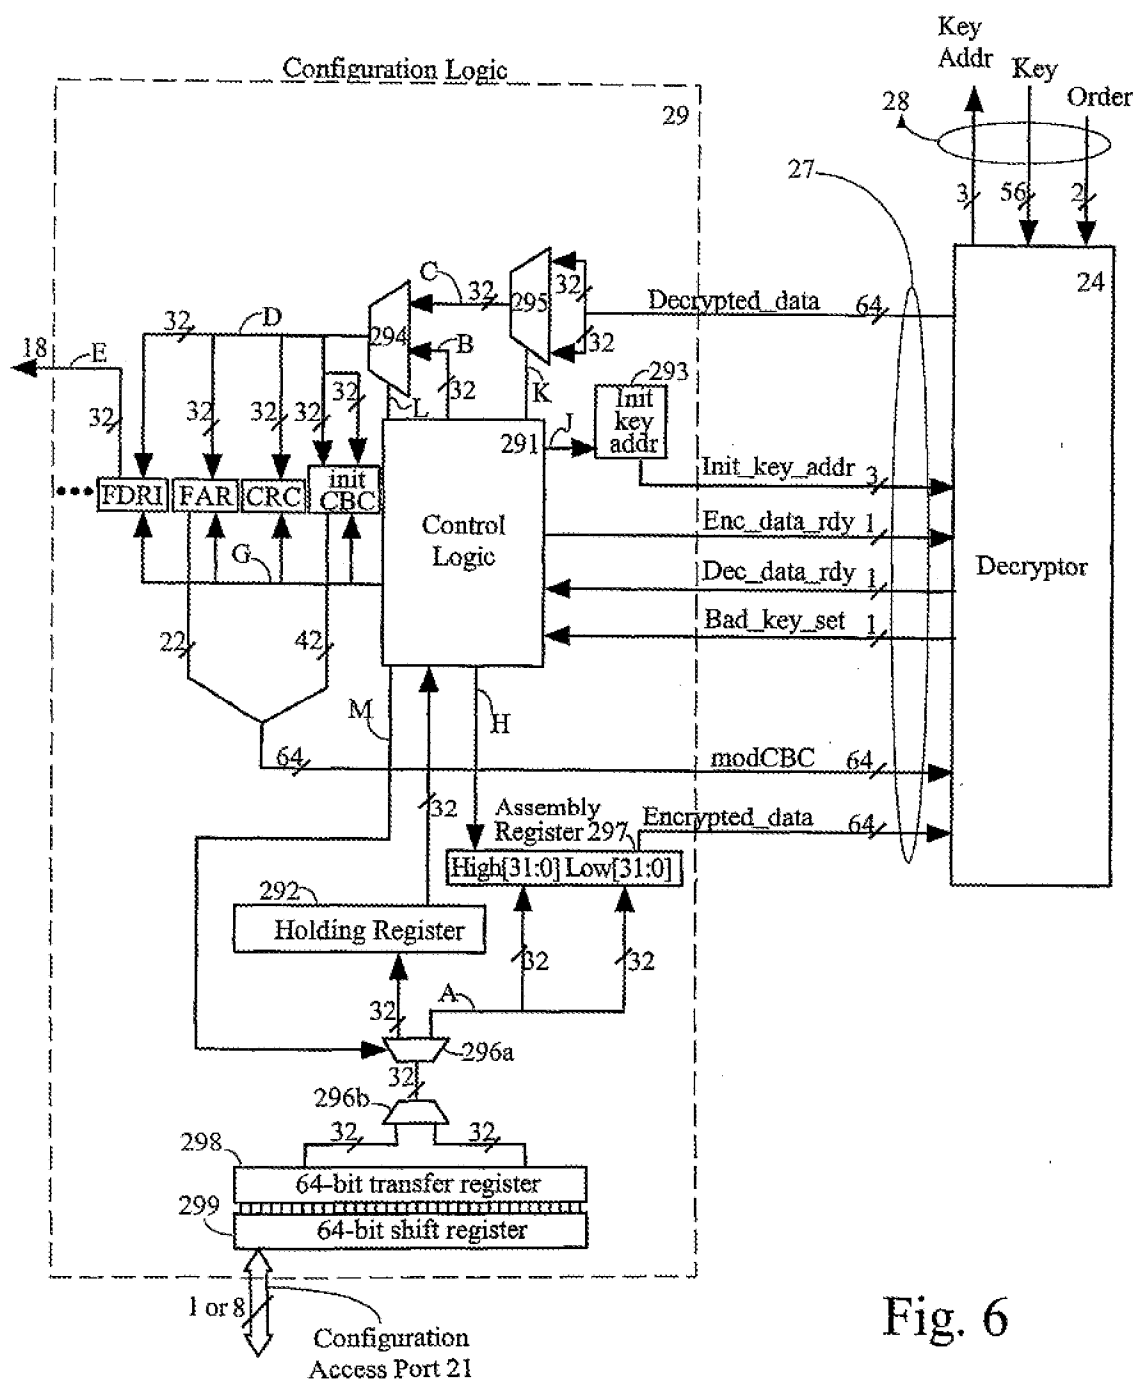 Key
Addr
Key
Order
Configuration Logic
29
28
27
3
56
2
24
C
32
295
32
Decrypted_data
64
32
D
294
B
32
18
E
K
293
32
32
32
32
32
L
32
Init
key
addr
J
291
Init_key_addr
3
FDRI
FAR
CRC
init
CBC
Control
Logic
Enc_data_rdy
1
Decryptor
G
Dec_data_rdy
1
Bad_key_set
1
22
42
M
H
64
modCBC
64
32
Assembly
Register 297
Encrypted_data
64
High[31:0] Low[31:0]
292
Holding Register
32
32
A
32
296a
32
296b
32
32
298
64-bit transfer register
299
64-bit shift register
1 or 8
Configuration
Access Port 21
Fig. 6